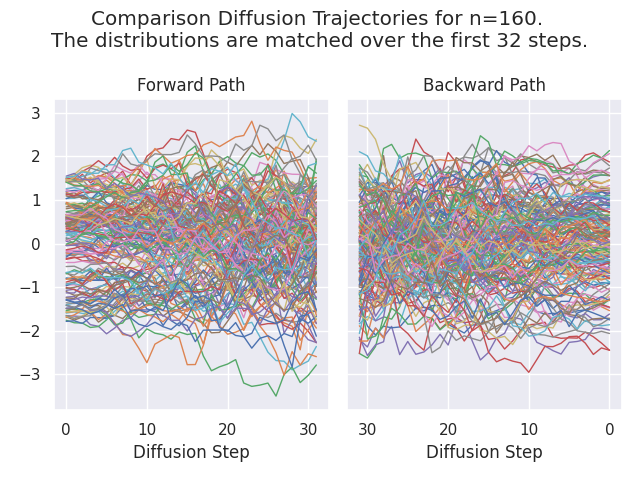 Comparison Diffusion Trajectories for n=160.
The distributions are matched over the first 32 steps.
Forward Path
Backward Path
3
2
1
0
−1
−2
−3
0 10 20 30
30 20 10 0
Diffusion Step
Diffusion Step